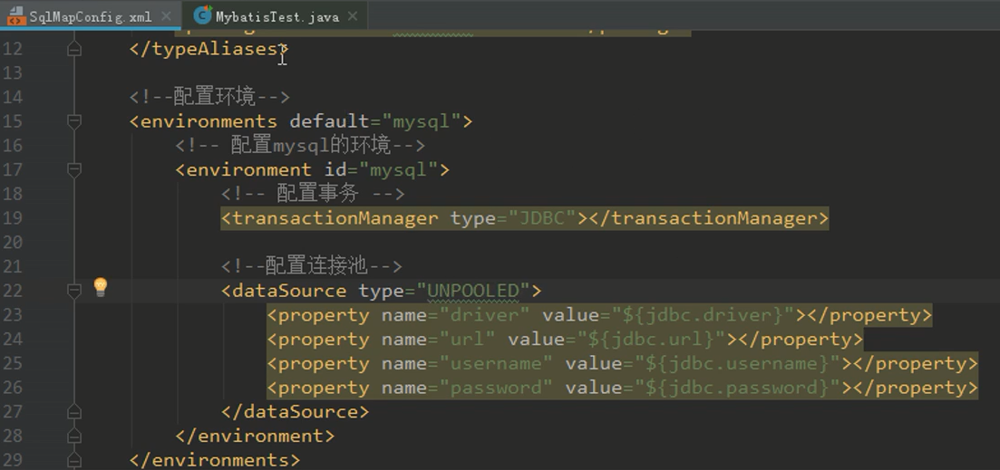 SqlMapConfig.xml
MybatisTest.java
12 </typeAliases>
13
14 <!--配置环境-->
15 <environments default="mysql">
16 <!-- 配置mysql的环境-->
17 <environment id="mysql">
18 <!-- 配置事务 -->
19 <transactionManager type="JDBC"></transactionManager>
20
21 <!--配置连接池-->
22 <dataSource type="UNPOOLED">
23 <property name="driver" value="${jdbc.driver}"></property>
24 <property name="url" value="${jdbc.url}"></property>
25 <property name="username" value="${jdbc.username}"></property>
26 <property name="password" value="${jdbc.password}"></property>
27 </dataSource>
28 </environment>
29 </environments>